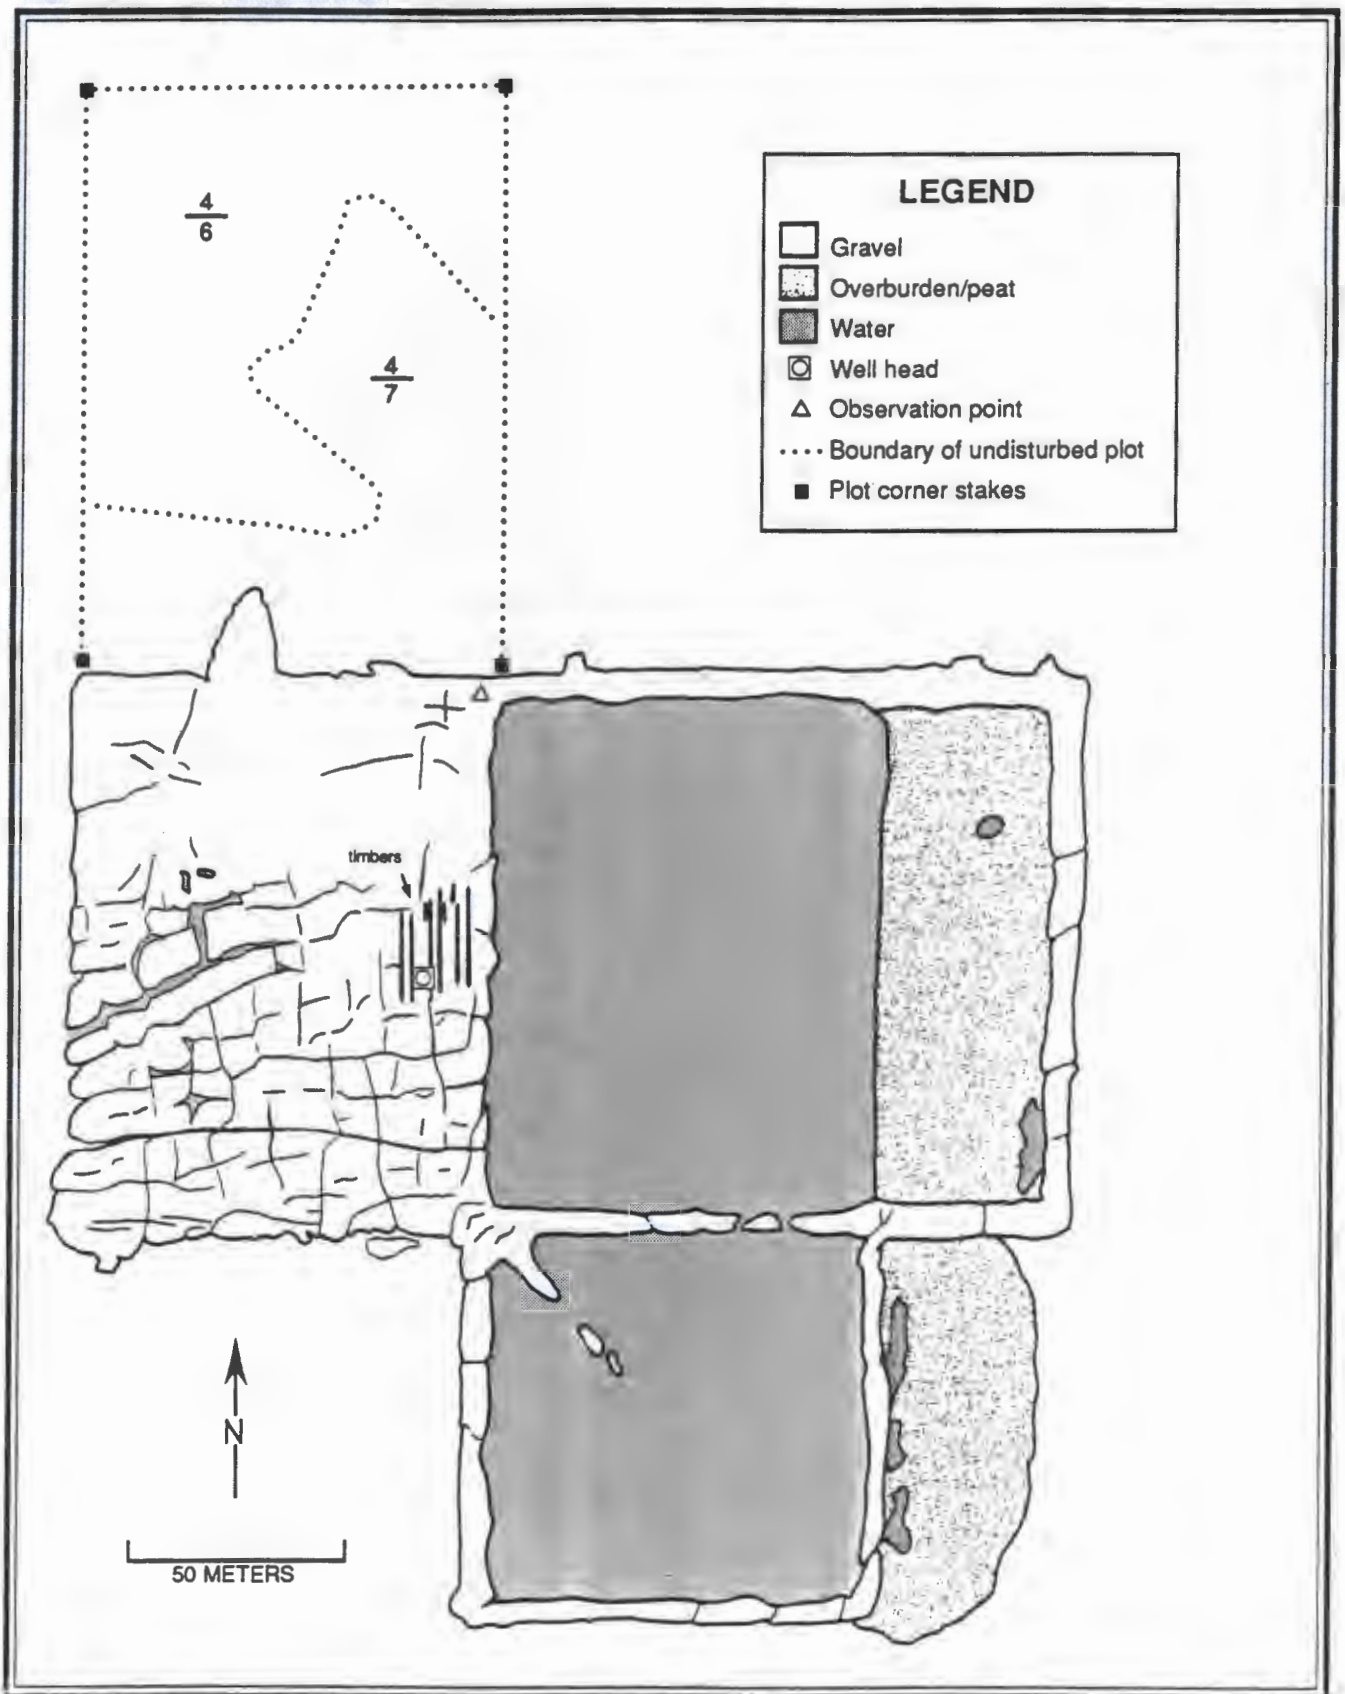 4
6
4
7
LEGEND
Gravel
Overburden/peat
Water
Well head
Observation point
Boundary of undisturbed plot
Plot corner stakes
timbers
N
50 METERS